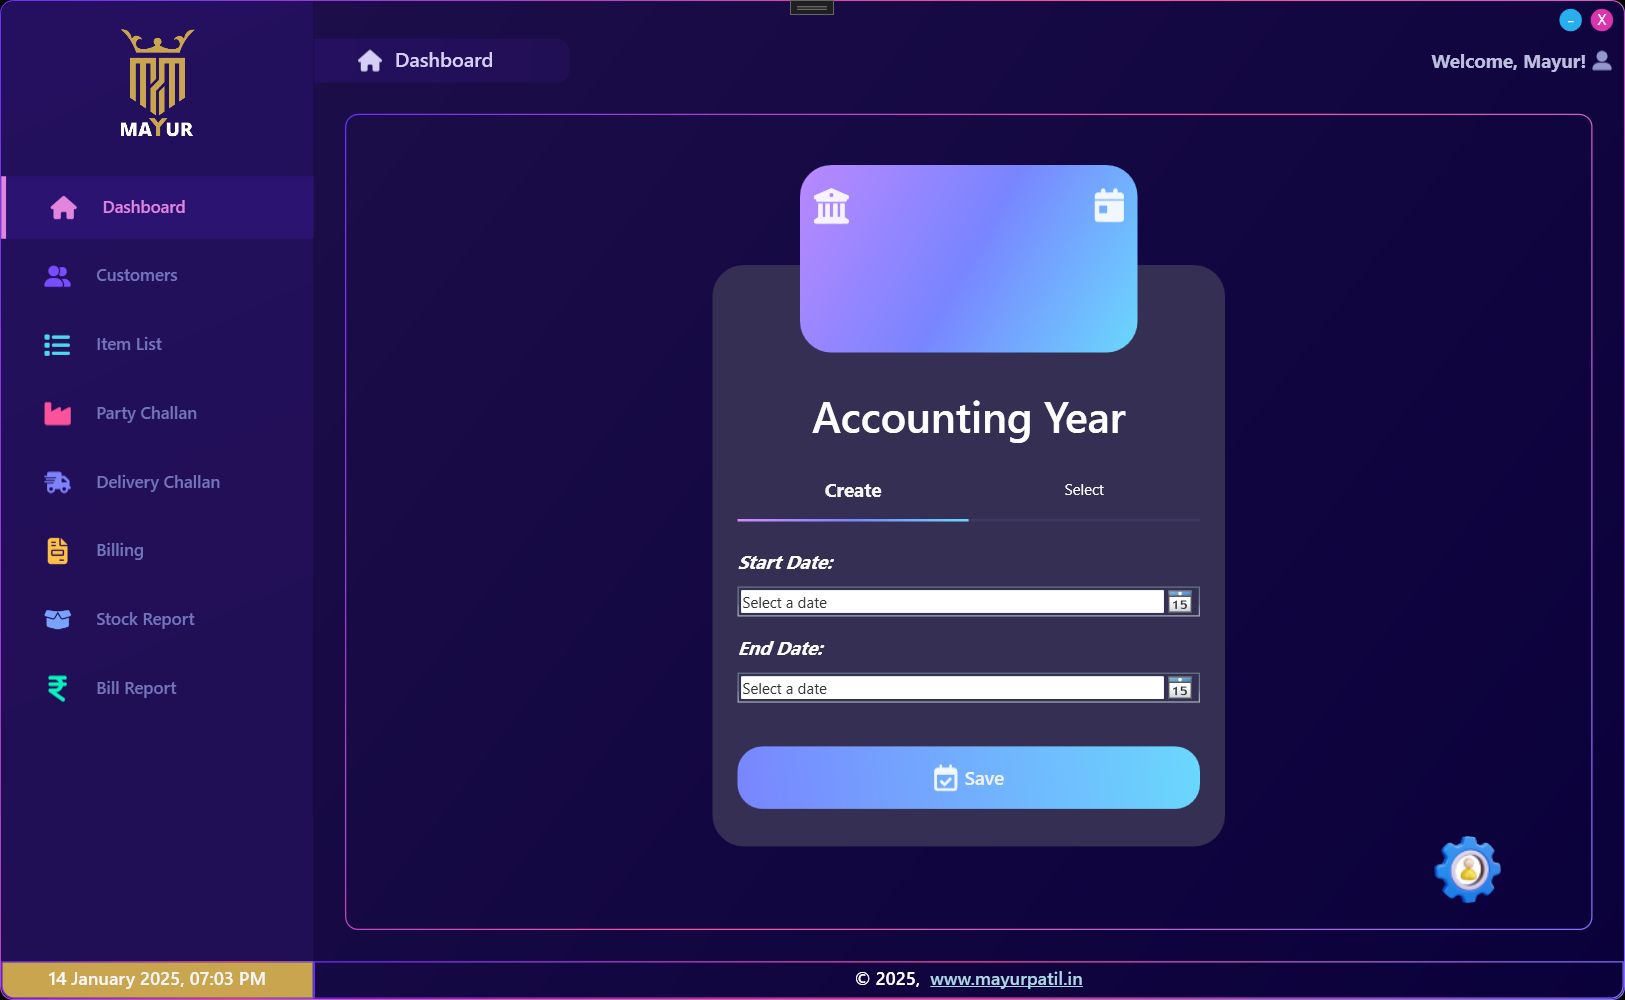 –
X
MAYUR
Dashboard
Welcome, Mayur!
Dashboard
Customers
Item List
Party Challan
Delivery Challan
Billing
Stock Report
Bill Report
Accounting Year
Create
Select
Start Date:
Select a date
15
End Date:
Select a date
15
Save
14 January 2025, 07:03 PM
© 2025, www.mayurpatil.in